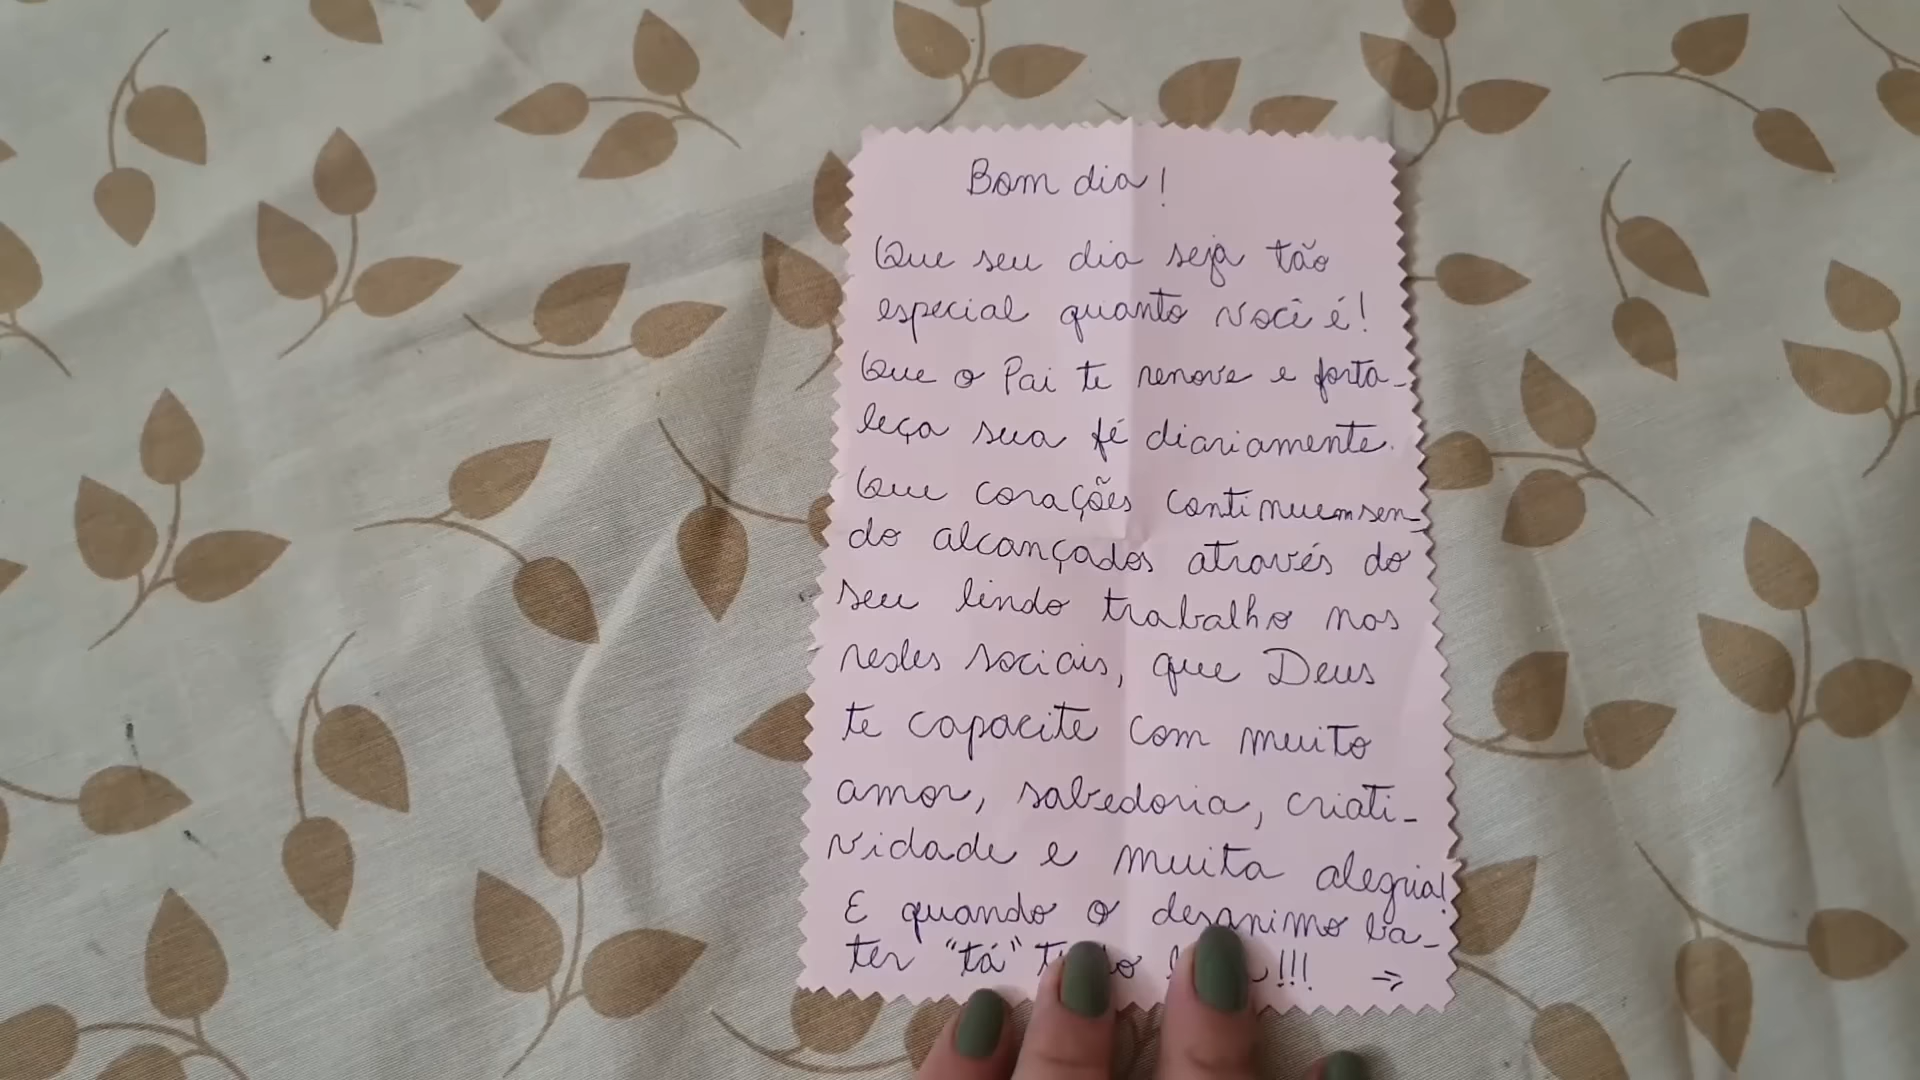 Bom dia!
Que seu dia seja tão
especial quanto você é!
Que o Pai te renove e forta-
leça sua fé diariamente.
Que corações continuem sen-
do alcançados através do
seu lindo trabalho nas
redes sociais, que Deus
te capacite com muito
amor, sabedoria, criati-
vidade e muita alegria!
E quando o desanimo ba-
ter "tá" !!! =>